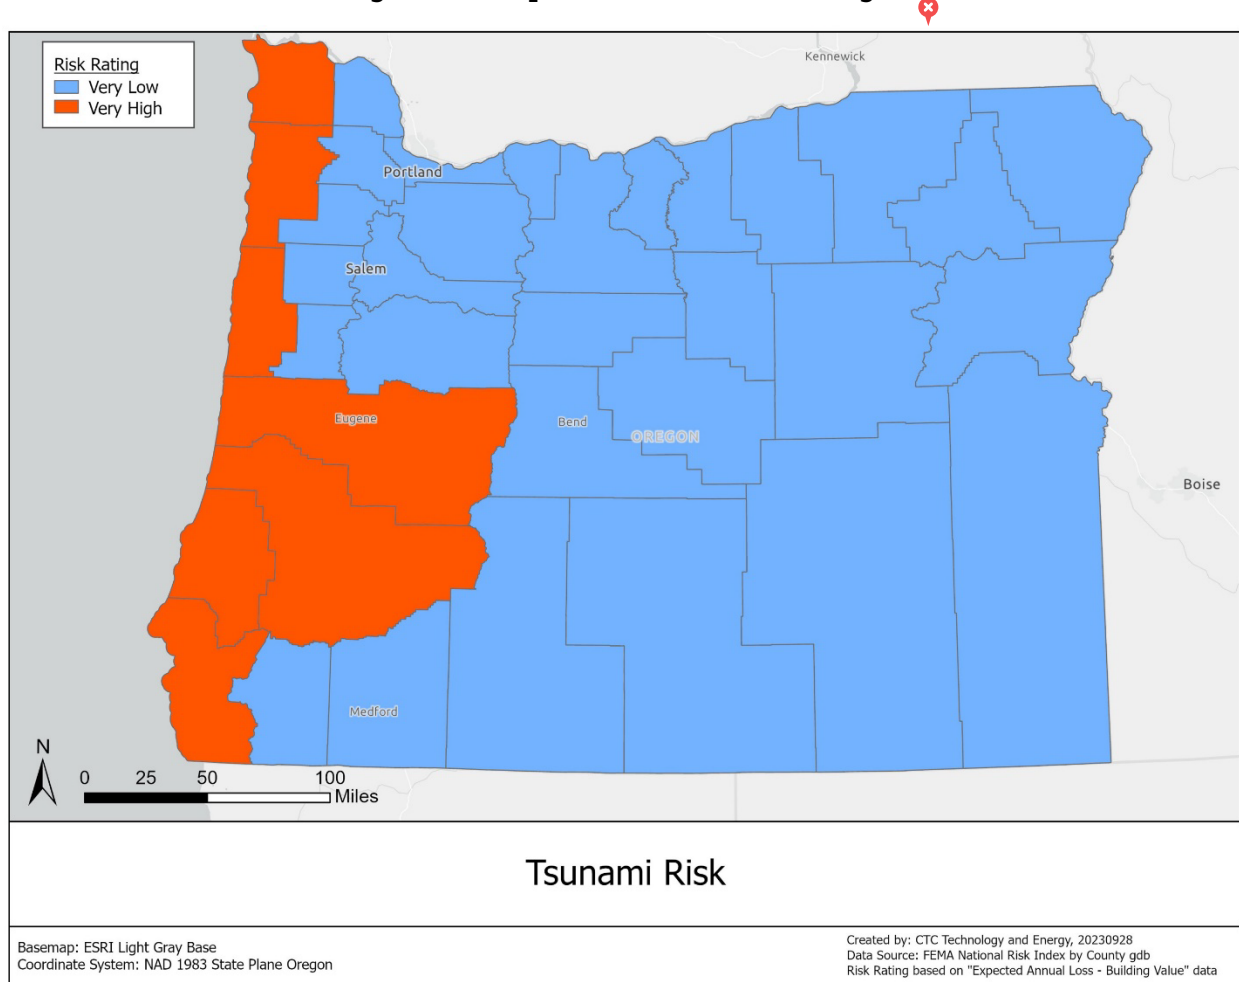 Risk Rating
Very Low
Very High
Kennewick
Portland
Salem
Eugene
Bend
OREGON
Boise
Medford
N
0 25 50 100
Miles
Tsunami Risk
Basemap: ESRI Light Gray Base
Coordinate System: NAD 1983 State Plane Oregon
Created by: CTC Technology and Energy, 20230928
Data Source: FEMA National Risk Index by County gdb
Risk Rating based on "Expected Annual Loss - Building Value" data